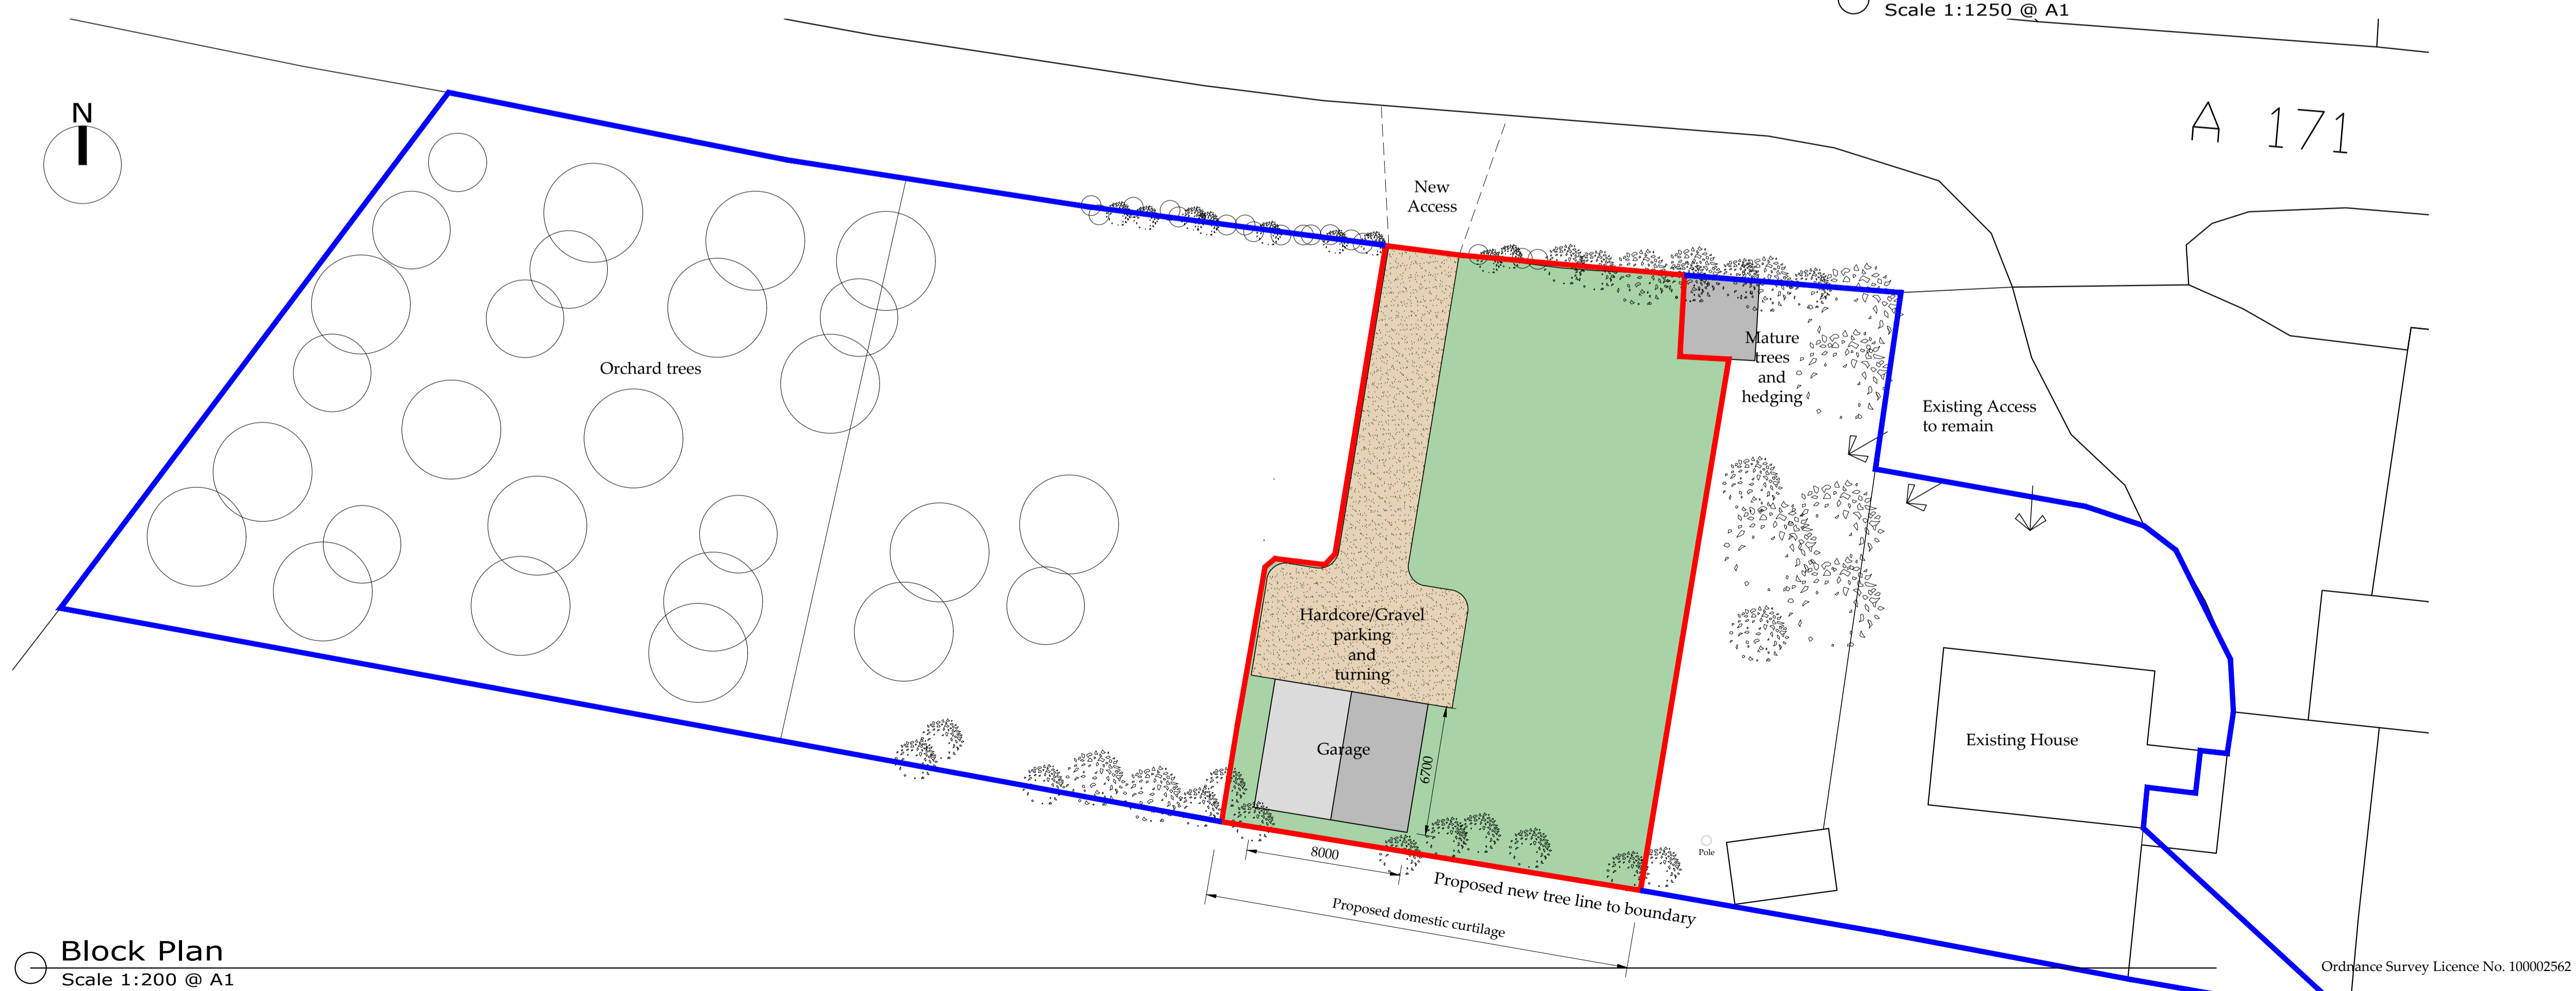 Scale 1:1250 @ A1
N
A 171
New
Access
Orchard trees
Mature
trees
and
hedging
Existing Access
to remain
Hardcore/Gravel
parking
and
turning
Garage
6700
Existing House
8000
Pole
Proposed new tree line to boundary
Proposed domestic curtilage
Block Plan
Scale 1:200 @ A1
Ordnance Survey Licence No. 100002562